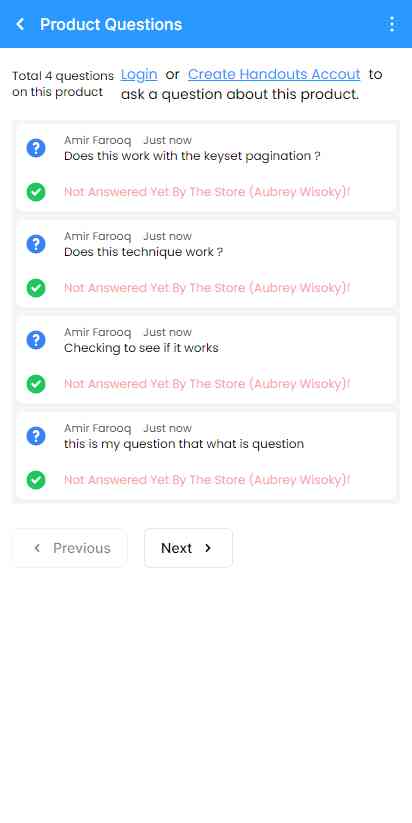 Product Questions
Total 4 questions
on this product
Login or Create Handouts Accout to
ask a question about this product.
Amir Farooq Just now
Does this work with the keyset pagination ?
Not Answered Yet By The Store (Aubrey Wisoky)!
Amir Farooq Just now
Does this technique work ?
Not Answered Yet By The Store (Aubrey Wisoky)!
Amir Farooq Just now
Checking to see if it works
Not Answered Yet By The Store (Aubrey Wisoky)!
Amir Farooq Just now
this is my question that what is question
Not Answered Yet By The Store (Aubrey Wisoky)!
Previous
Next